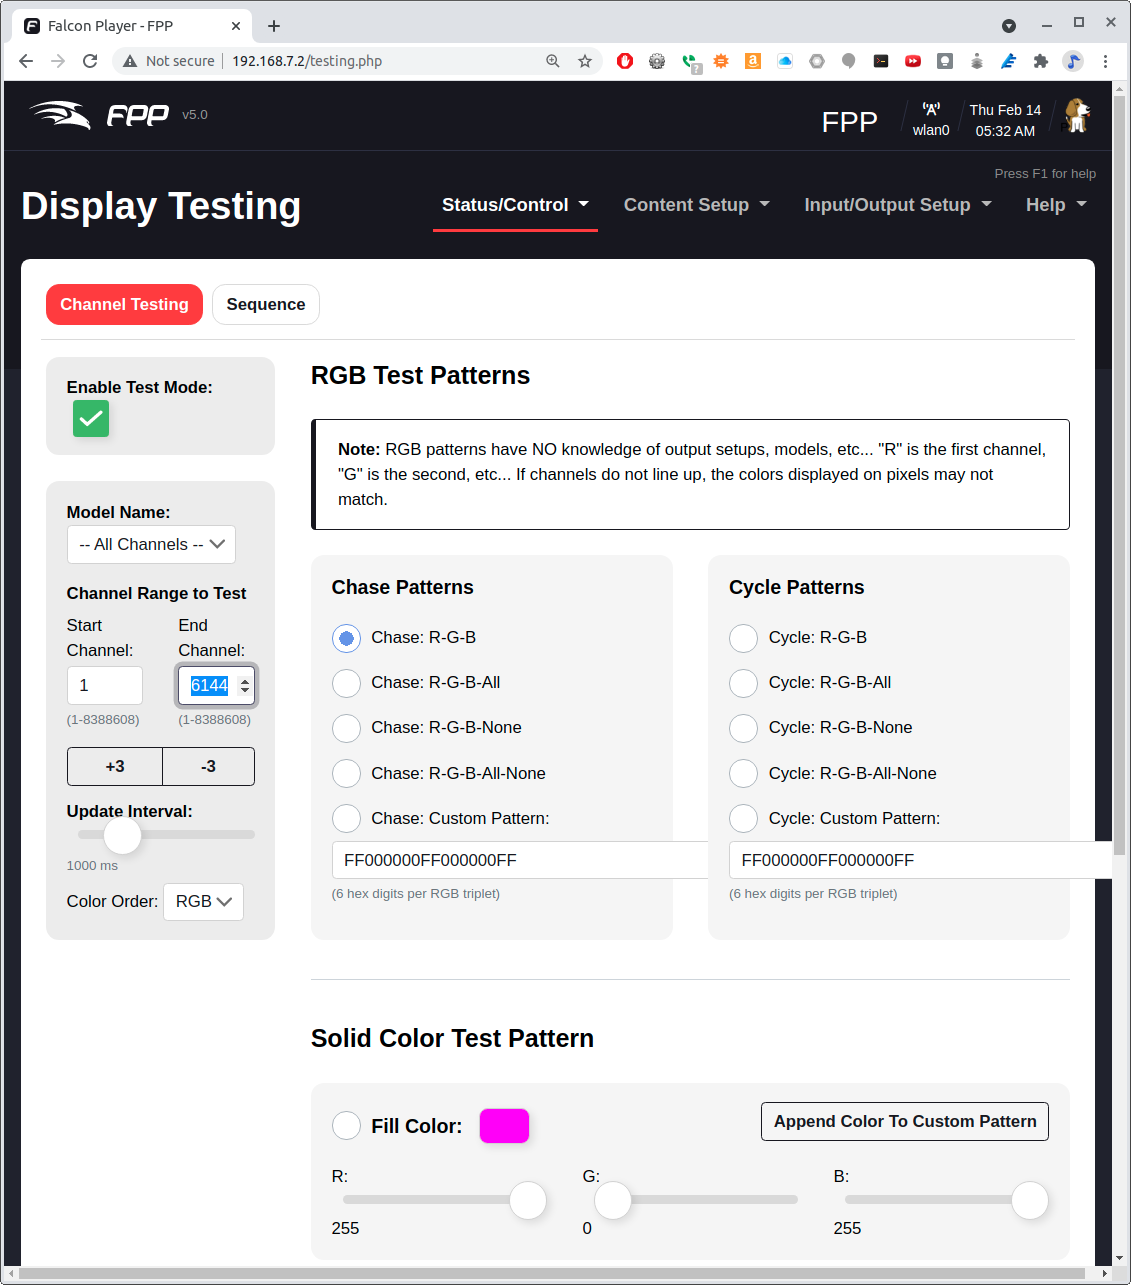 Falcon Player - FPP
Not secure
192.168.7.2/testing.php
FPP v5.0
FPP
wlan0
Thu Feb 14
05:32 AM
Press F1 for help
Display Testing
Status/Control
Content Setup
Input/Output Setup
Help
Channel Testing
Sequence
Enable Test Mode:
Model Name:
-- All Channels --
Channel Range to Test
Start
Channel:
End
Channel:
1
6144
(1-8388608)
(1-8388608)
+3
-3
Update Interval:
1000 ms
Color Order:
RGB
RGB Test Patterns
Note: RGB patterns have NO knowledge of output setups, models, etc... "R" is the first channel,
"G" is the second, etc... If channels do not line up, the colors displayed on pixels may not
match.
Chase Patterns
Chase: R-G-B
Chase: R-G-B-All
Chase: R-G-B-None
Chase: R-G-B-All-None
Chase: Custom Pattern:
FF000000FF000000FF
(6 hex digits per RGB triplet)
Cycle Patterns
Cycle: R-G-B
Cycle: R-G-B-All
Cycle: R-G-B-None
Cycle: R-G-B-All-None
Cycle: Custom Pattern:
FF000000FF000000FF
(6 hex digits per RGB triplet)
Solid Color Test Pattern
Fill Color:
Append Color To Custom Pattern
R:
255
G:
0
B:
255